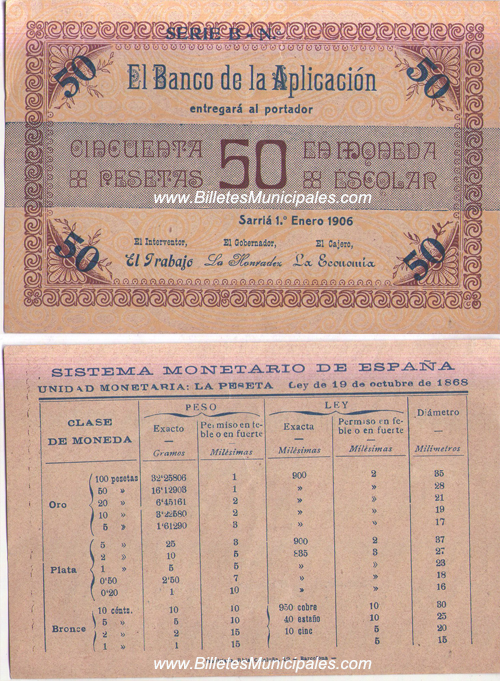 SERIE B - N.
50 50
El Banco de la Aplicación
entregará al portador
CINCUENTA 50 EN MONEDA
PESETAS ESCOLAR
www.BilletesMunicipales.com
Sarriá 1.º Enero 1906
50 50
El Interventor, El Gobernador, El Cajero,
El Trabajo La Honradez La Economía
www.BilletesMunicipales.com
SISTEMA MONETARIO DE ESPAÑA
UNIDAD MONETARIA: LA PESETA Ley de 19 de octubre de 1868
CLASE DE MONEDA PESO LEY Diámetro
Exacto Permiso en feble o en fuerte Exacta Permiso en feble o en fuerte
Gramos Milésimas Milésimas Milésimas Milímetros
Oro
100 pesetas 32'25806 1 900 2 35
50 » 16'12903 1 » » 28
20 » 6'45161 2 » » 21
10 » 3'22580 2 » » 19
5 » 1'61290 3 » » 17
Plata
5 » 25 3 900 2 37
2 » 10 5 835 3 27
1 » 5 5 » » 23
0'50 2'50 7 » » 18
0'20 1 10 » » 16
Bronce
10 cénts. 10 10 950 cobre 10 30
5 » 5 10 40 estaño » 25
2 » 2 15 10 cinc » 20
1 » 1 15 » 15
www.BilletesMunicipales.com